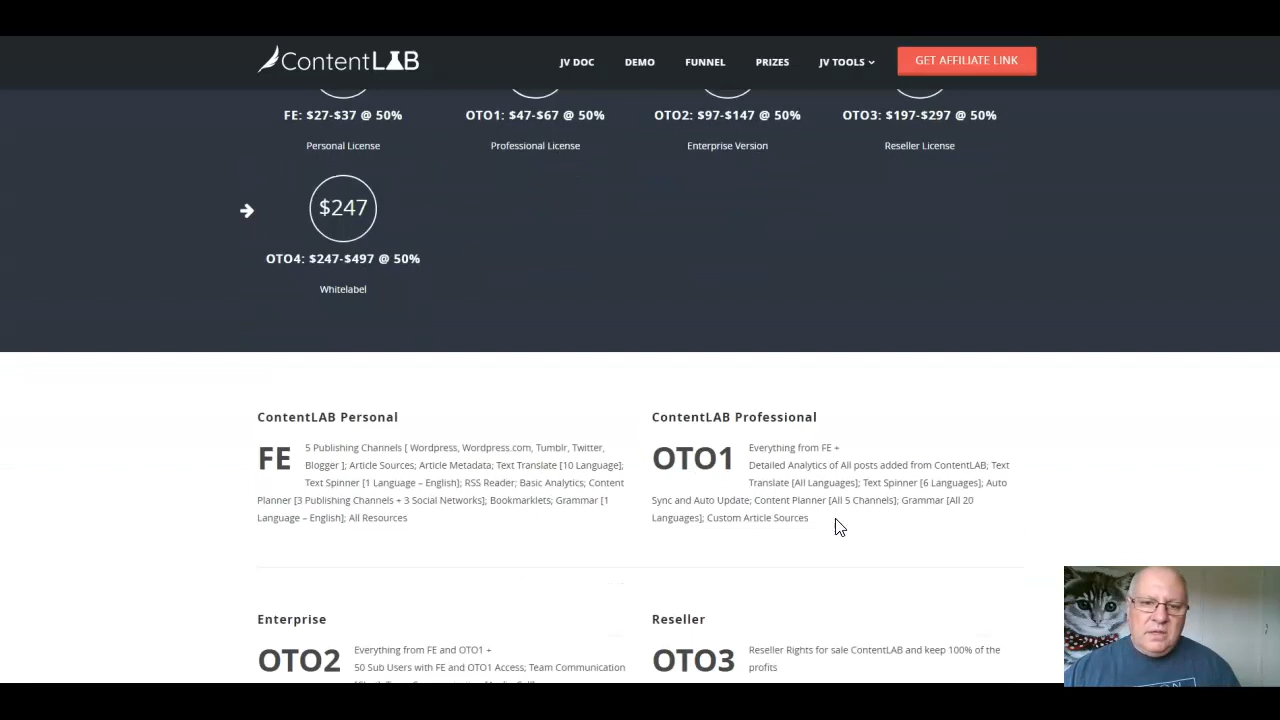 ContentLAB
JV DOC
DEMO
FUNNEL
PRIZES
JV TOOLS
GET AFFILIATE LINK
FE: $27-$37 @ 50%
OTO1: $47-$67 @ 50%
OTO2: $97-$147 @ 50%
OTO3: $197-$297 @ 50%
Personal License
Professional License
Enterprise Version
Reseller License
$247
OTO4: $247-$497 @ 50%
Whitelabel
ContentLAB Personal
FE
5 Publishing Channels [ Wordpress, Wordpress.com, Tumblr, Twitter,
Blogger ]; Article Sources; Article Metadata; Text Translate [10 Language];
Text Spinner [1 Language – English]; RSS Reader; Basic Analytics; Content
Planner [3 Publishing Channels + 3 Social Networks]; Bookmarklets; Grammar [1
Language – English]; All Resources
ContentLAB Professional
OTO1
Everything from FE +
Detailed Analytics of All posts added from ContentLAB; Text
Translate [All Languages]; Text Spinner [6 Languages]; Auto
Sync and Auto Update; Content Planner [All 5 Channels]; Grammar [All 20
Languages]; Custom Article Sources
Enterprise
OTO2
Everything from FE and OTO1 +
50 Sub Users with FE and OTO1 Access; Team Communication
Reseller
OTO3
Reseller Rights for sale ContentLAB and keep 100% of the
profits